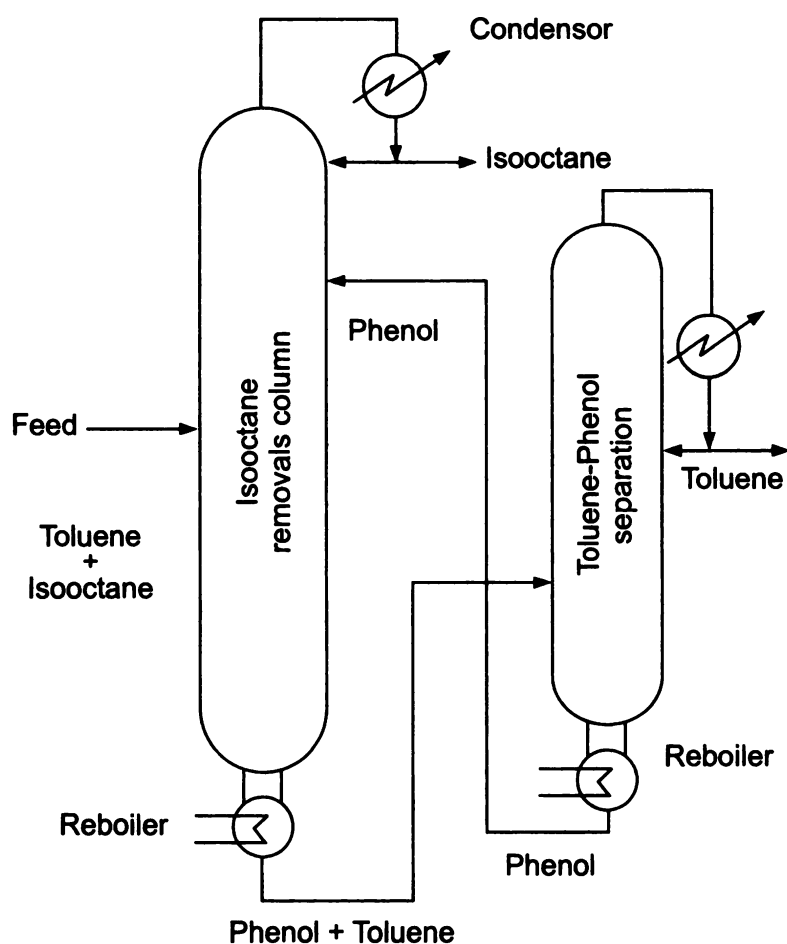 Condensor
Isooctane
Phenol
Isooctane
removals column
Feed
Toluene
+
Isooctane
Toluene
Toluene-Phenol
separation
Reboiler
Reboiler
Phenol
Phenol + Toluene